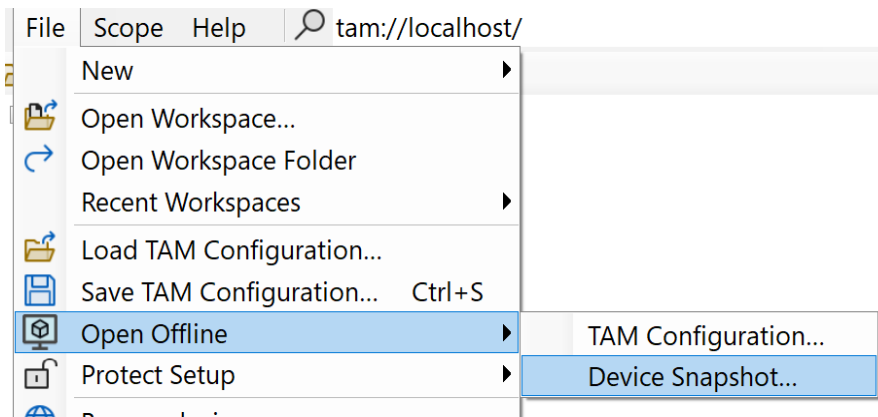 File Scope Help tam://localhost/
New
Open Workspace...
Open Workspace Folder
Recent Workspaces
Load TAM Configuration...
Save TAM Configuration... Ctrl+S
Open Offline
TAM Configuration...
Protect Setup
Device Snapshot...